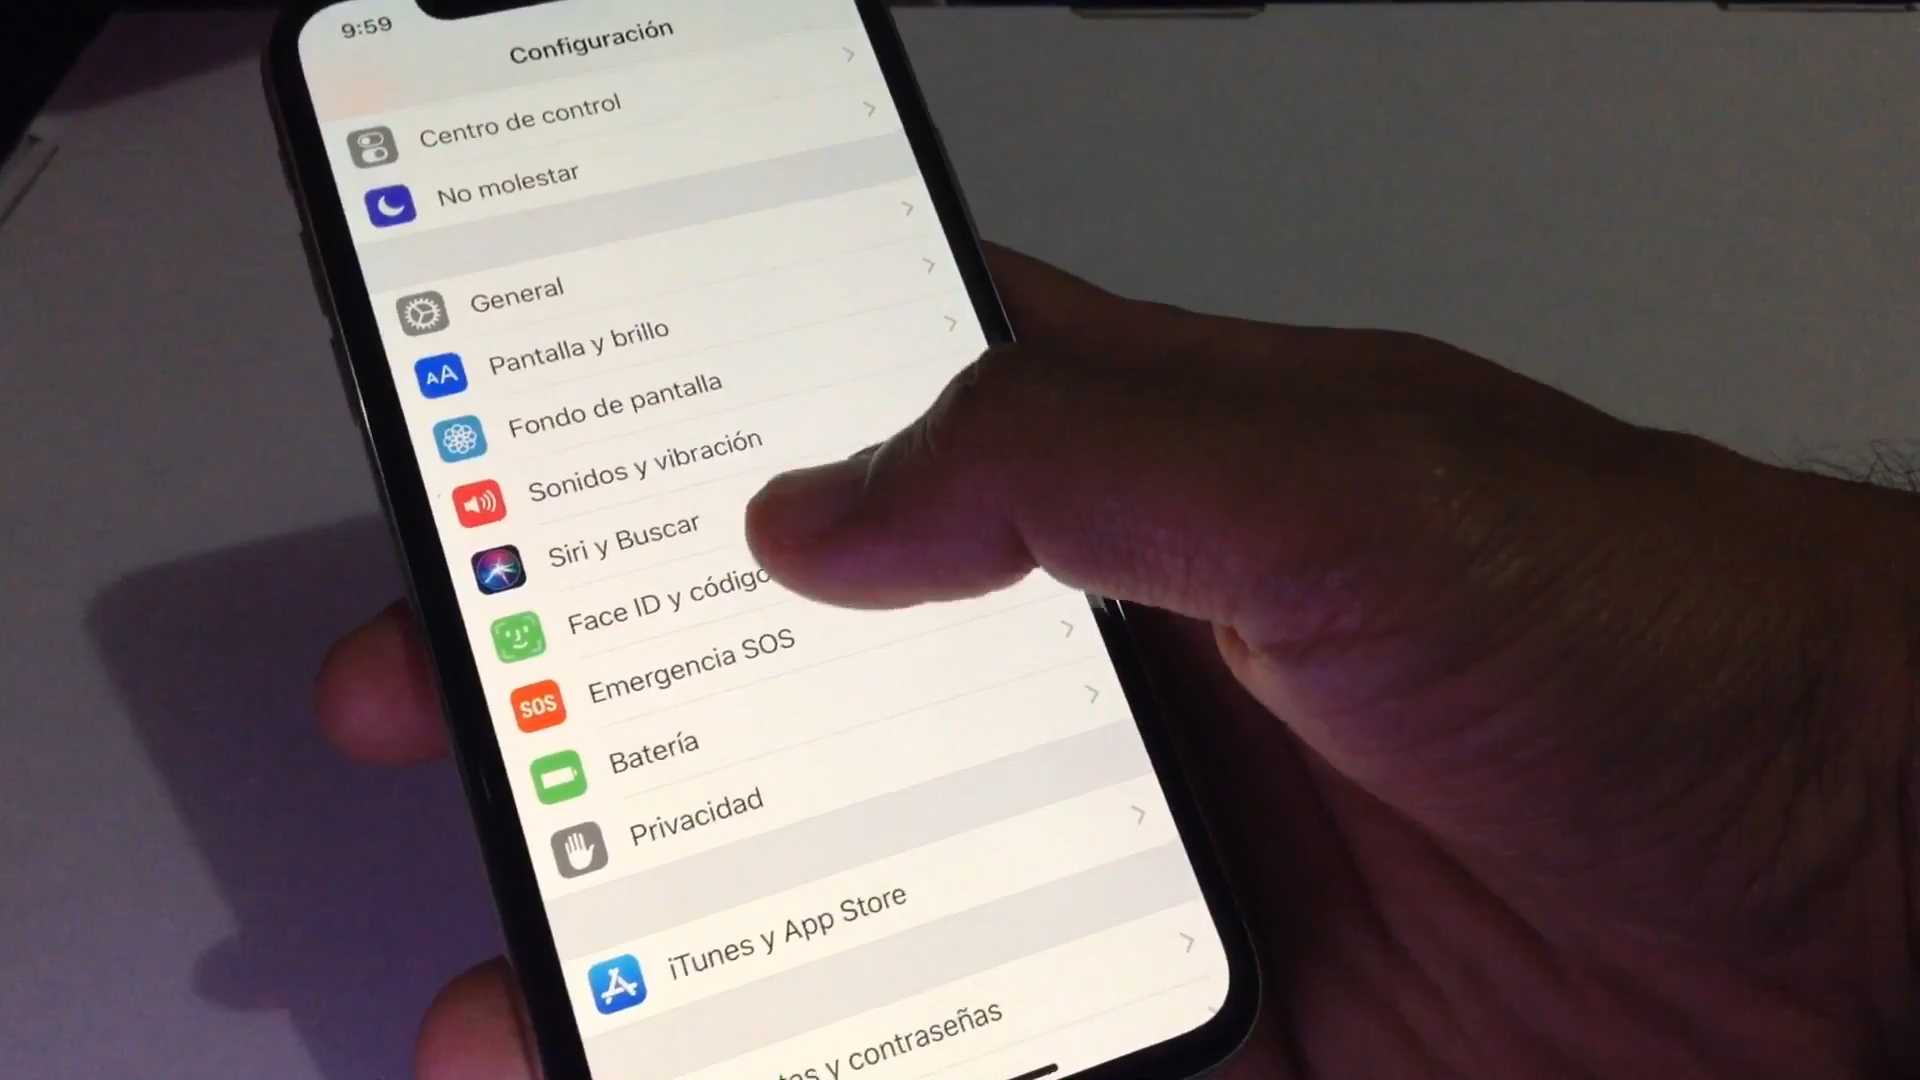 9:59
Configuración
Centro de control
No molestar
General
AA
Pantalla y brillo
Fondo de pantalla
Sonidos y vibración
Siri y Buscar
Face ID y código
SOS
Emergencia SOS
Batería
Privacidad
iTunes y App Store
y contraseñas